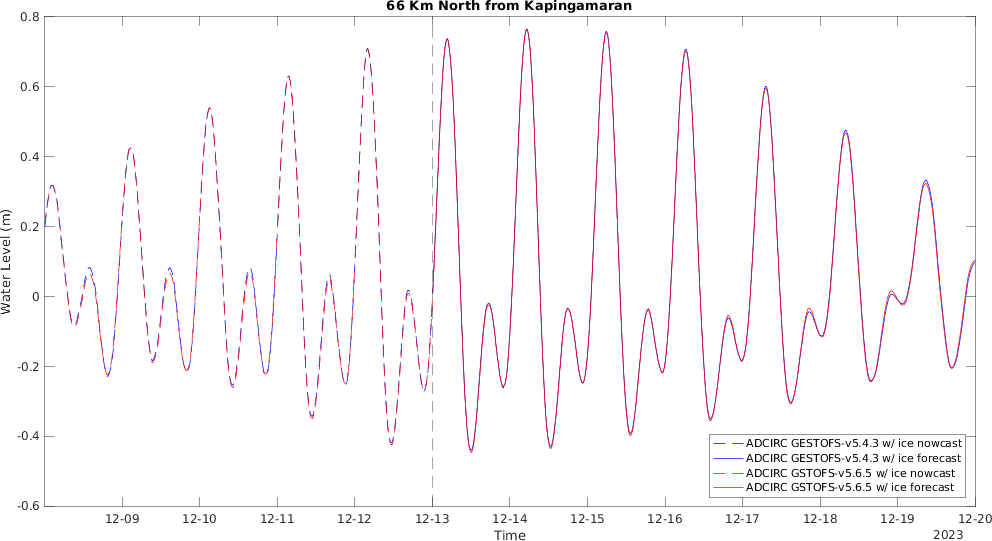 66 Km North from Kapingamaran
0.8
0.6
0.4
0.2
0
-0.2
-0.4
-0.6
Water Level (m)
ADCIRC GESTOFS-v5.4.3 w/ ice nowcast
ADCIRC GESTOFS-v5.4.3 w/ ice forecast
ADCIRC GSTOFS-v5.6.5 w/ ice nowcast
ADCIRC GSTOFS-v5.6.5 w/ ice forecast
12-09 12-10 12-11 12-12 12-13 12-14 12-15 12-16 12-17 12-18 12-19 12-20
Time
2023